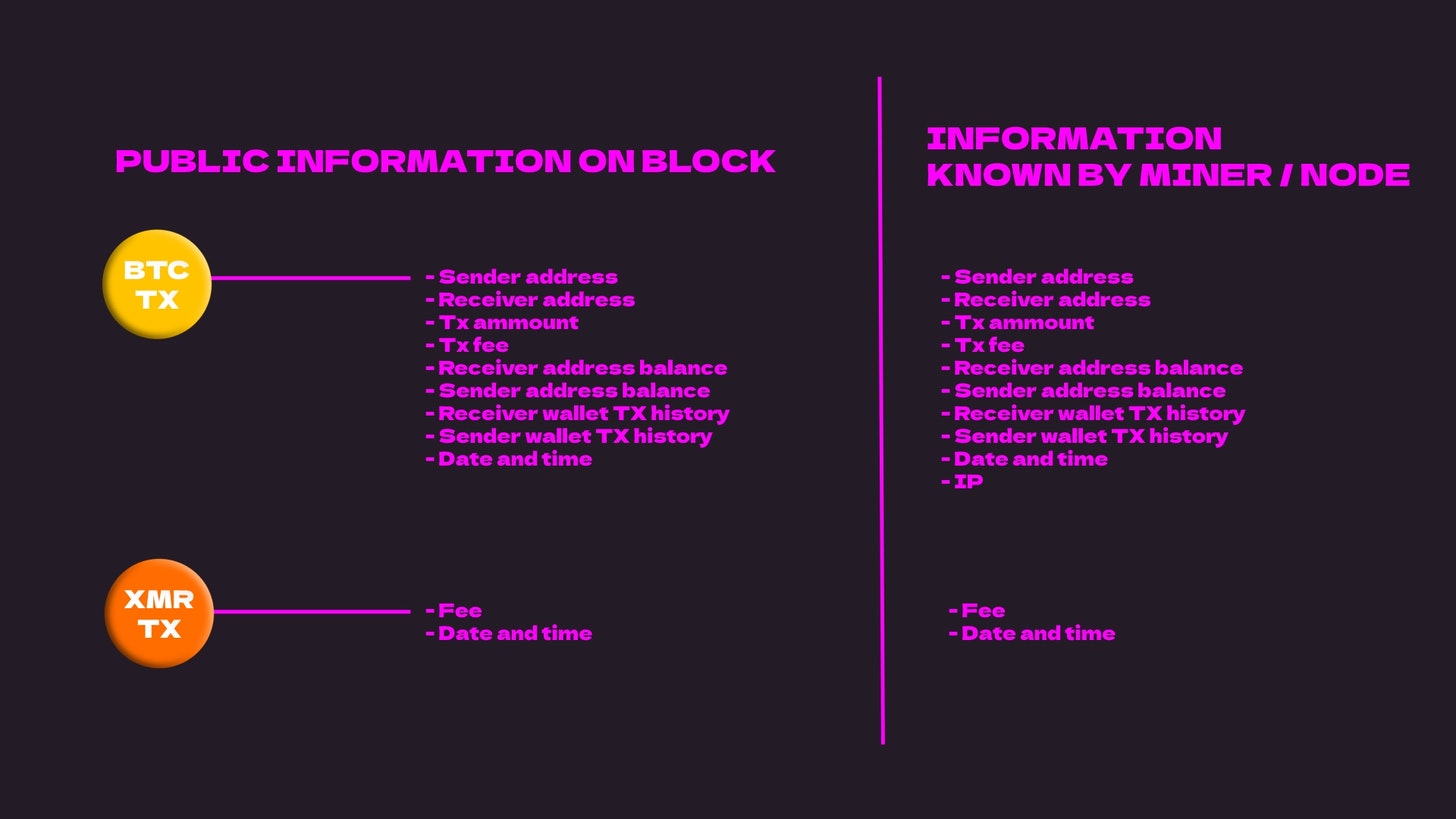 PUBLIC INFORMATION ON BLOCK
INFORMATION
KNOWN BY MINER / NODE
BTC
TX
- Sender address
- Receiver address
- Tx ammount
- Tx fee
- Receiver address balance
- Sender address balance
- Receiver wallet TX history
- Sender wallet TX history
- Date and time
- Sender address
- Receiver address
- Tx ammount
- Tx fee
- Receiver address balance
- Sender address balance
- Receiver wallet TX history
- Sender wallet TX history
- Date and time
- IP
XMR
TX
- Fee
- Date and time
- Fee
- Date and time